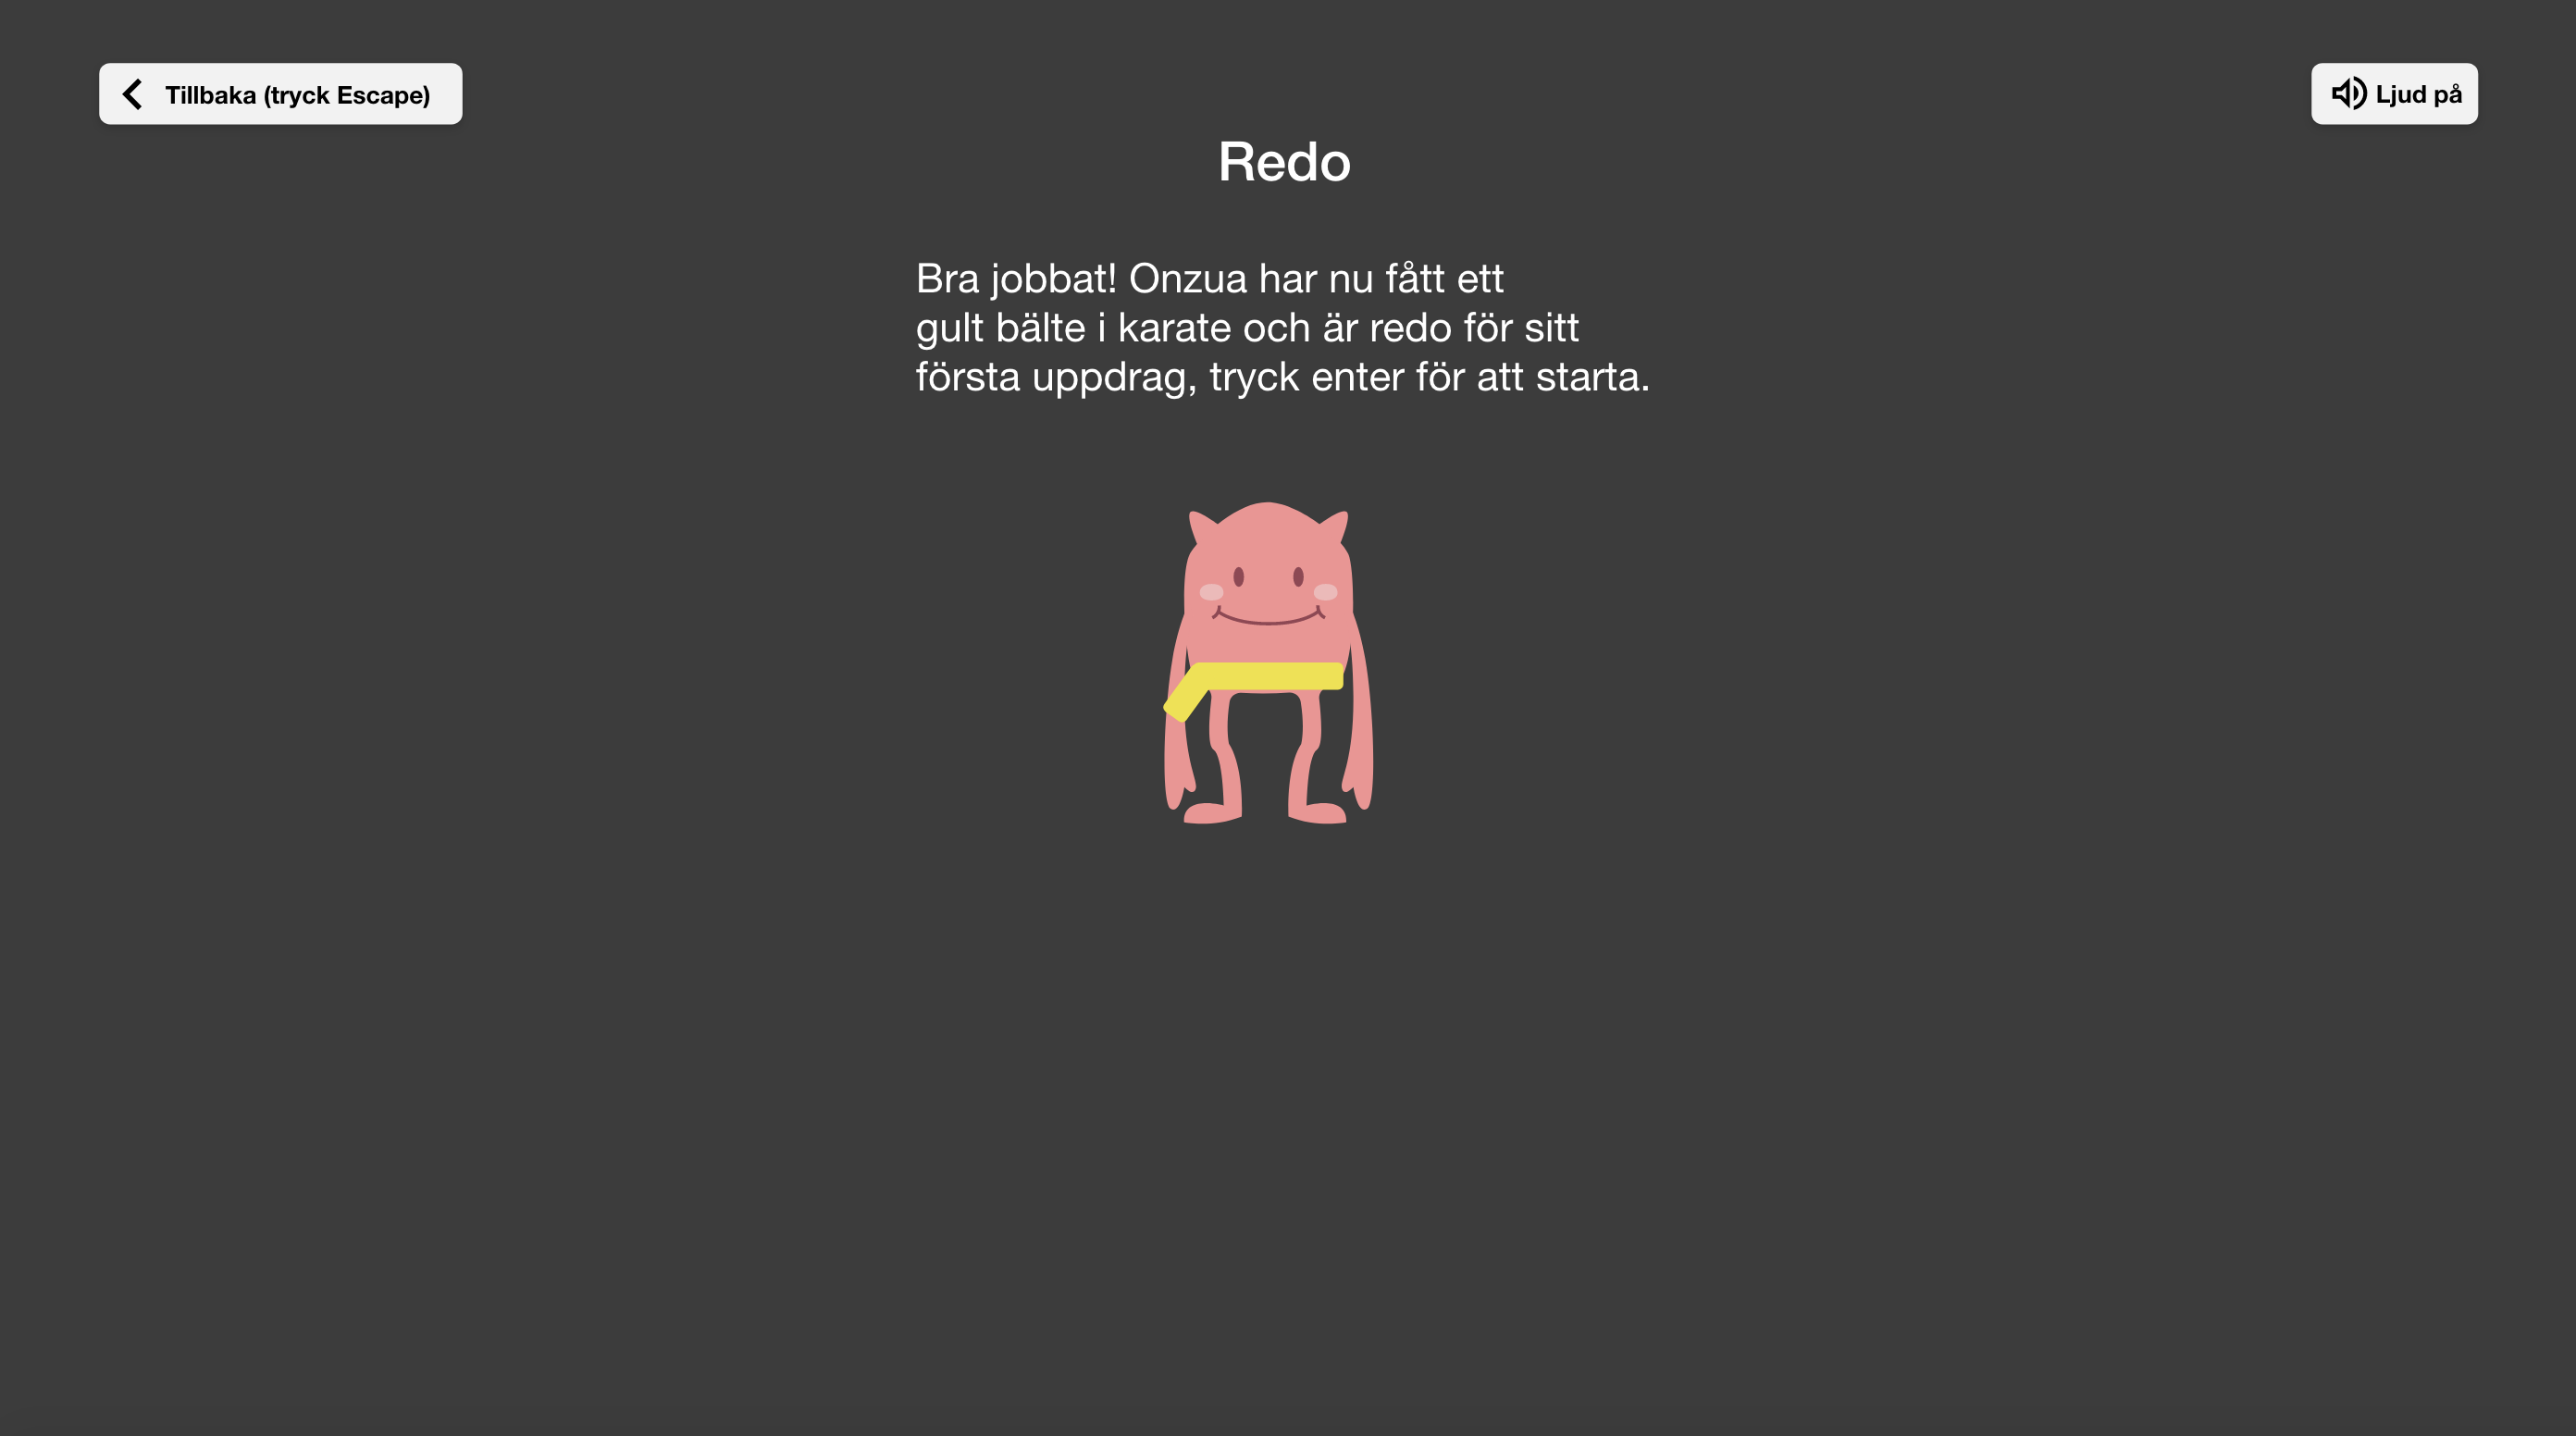 Tillbaka (tryck Escape)
Ljud på
Redo
Bra jobbat! Onzua har nu fått ett
gult bälte i karate och är redo för sitt
första uppdrag, tryck enter för att starta.